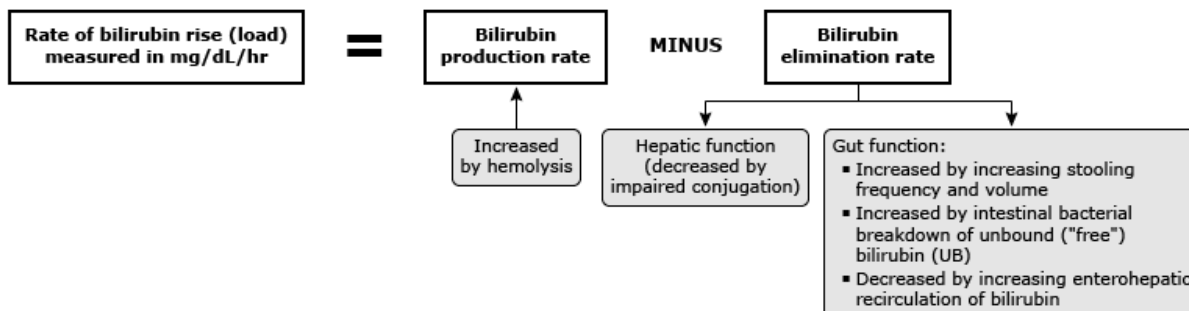 Rate of bilirubin rise (load)
measured in mg/dL/hr
=
Bilirubin
production rate
MINUS
Bilirubin
elimination rate
Increased
by hemolysis
Hepatic function
(decreased by
impaired conjugation)
Gut function:
▪ Increased by increasing stooling
frequency and volume
▪ Increased by intestinal bacterial
breakdown of unbound ("free")
bilirubin (UB)
▪ Decreased by increasing enterohepatic
recirculation of bilirubin